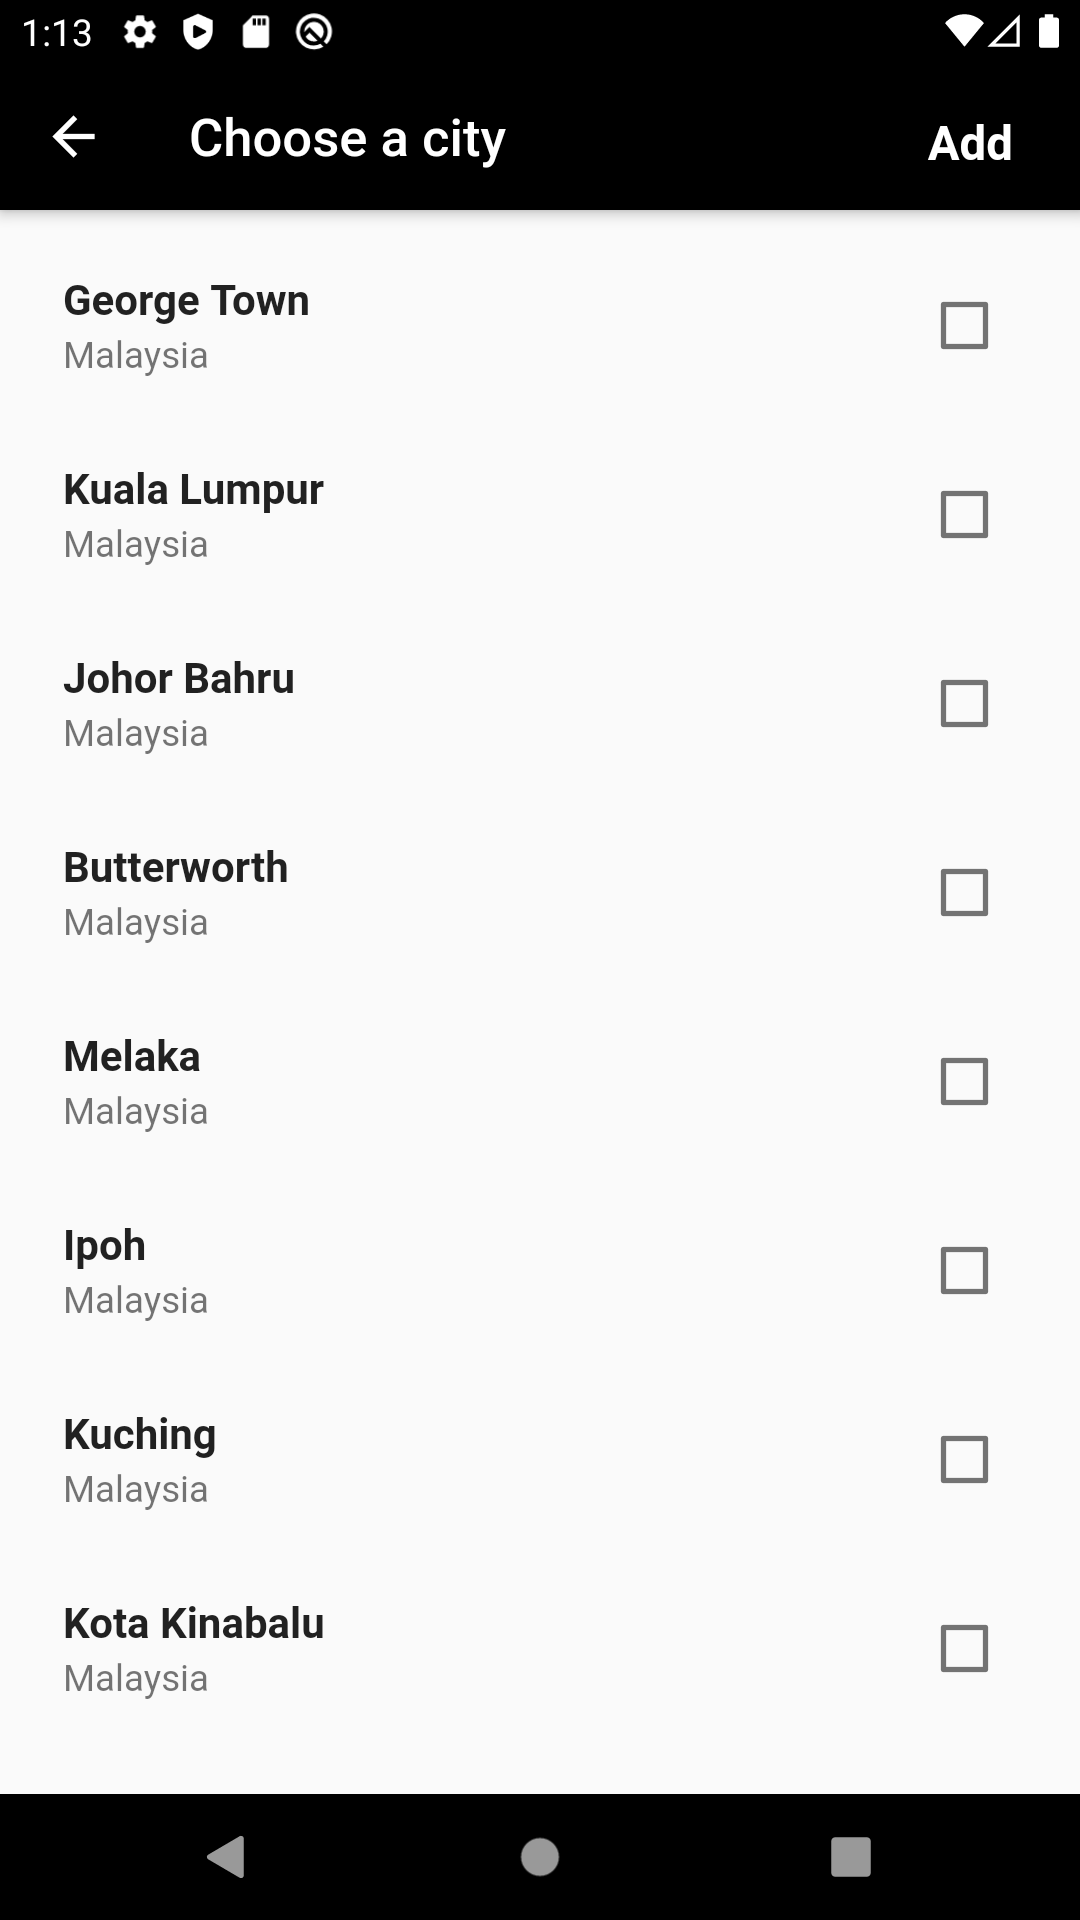 1:13
Choose a city
Add
George Town
Malaysia
Kuala Lumpur
Malaysia
Johor Bahru
Malaysia
Butterworth
Malaysia
Melaka
Malaysia
Ipoh
Malaysia
Kuching
Malaysia
Kota Kinabalu
Malaysia